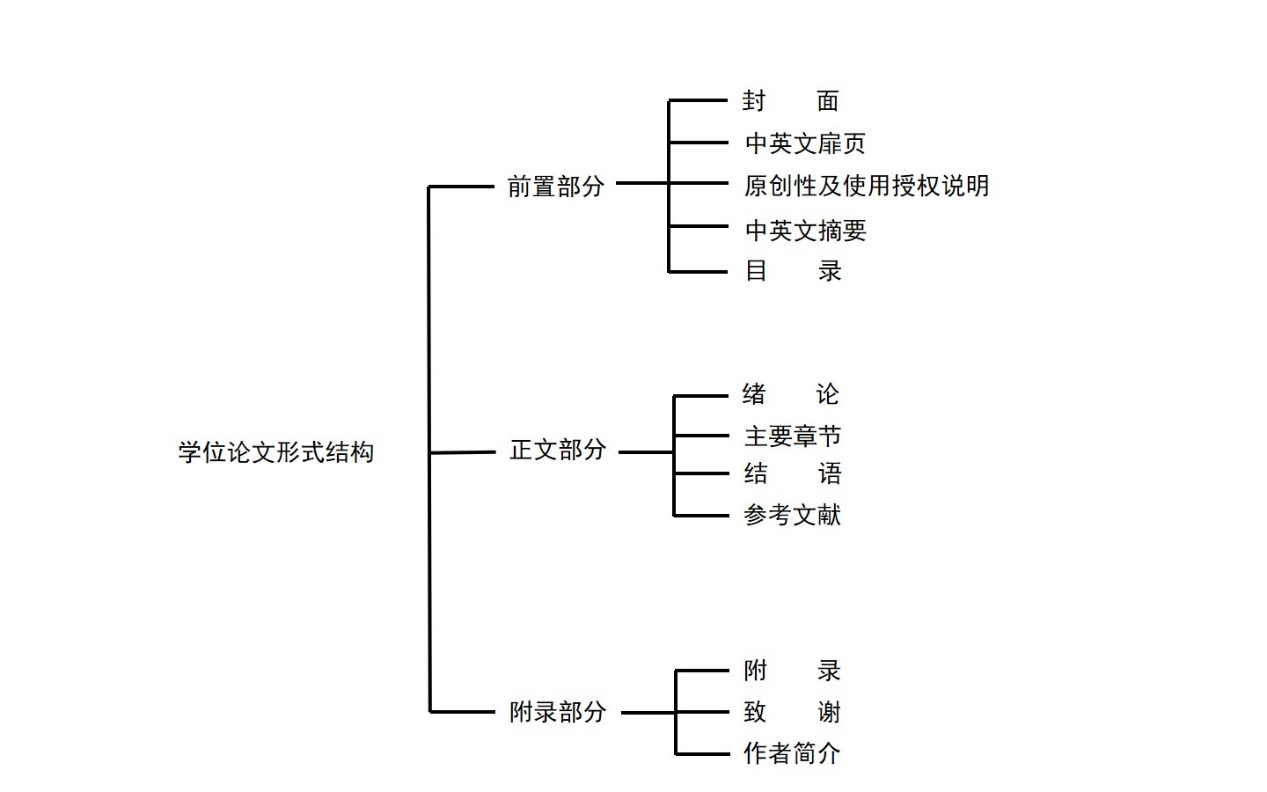 封 面
中英文扉页
前置部分
原创性及使用授权说明
中英文摘要
目 录
绪 论
主要章节
学位论文形式结构
正文部分
结 语
参考文献
附 录
附录部分
致 谢
作者简介